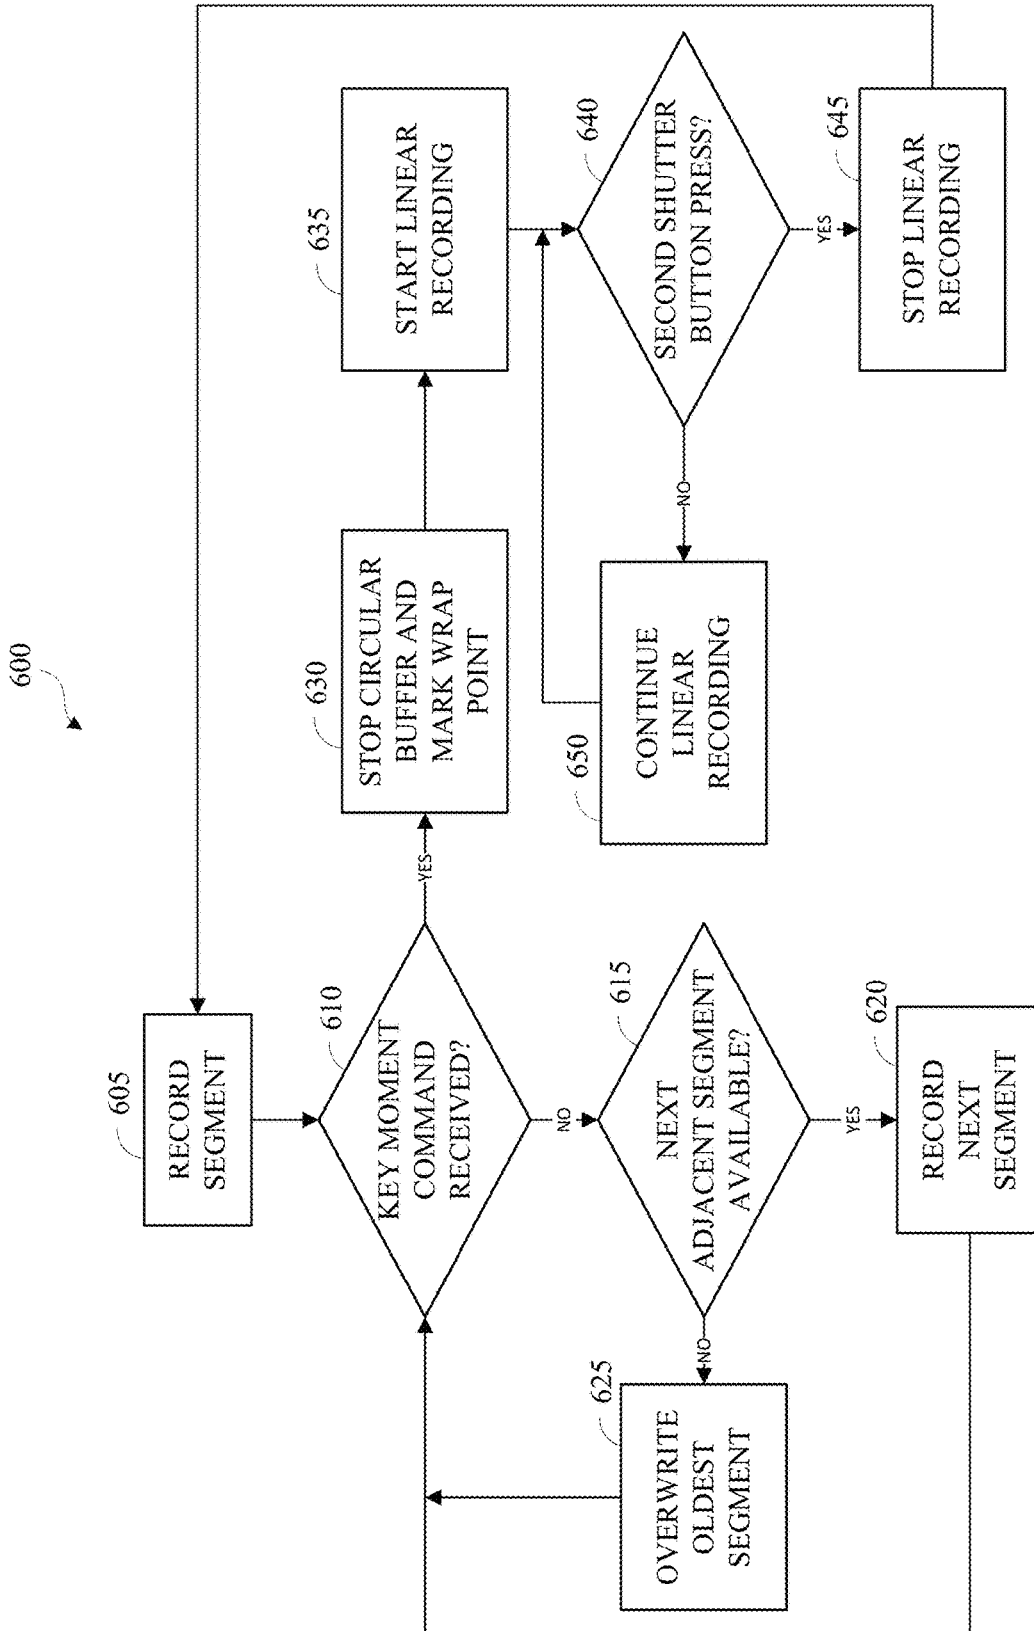 600
605
RECORD
SEGMENT
610
KEY MOMENT
COMMAND
RECEIVED?
YES
NO
615
NEXT
ADJACENT SEGMENT
AVAILABLE?
YES
NO
620
RECORD
NEXT
SEGMENT
625
OVERWRITE
OLDEST
SEGMENT
630
STOP CIRCULAR
BUFFER AND
MARK WRAP
POINT
635
START LINEAR
RECORDING
640
SECOND SHUTTER
BUTTON PRESS?
YES
NO
645
STOP LINEAR
RECORDING
650
CONTINUE
LINEAR
RECORDING